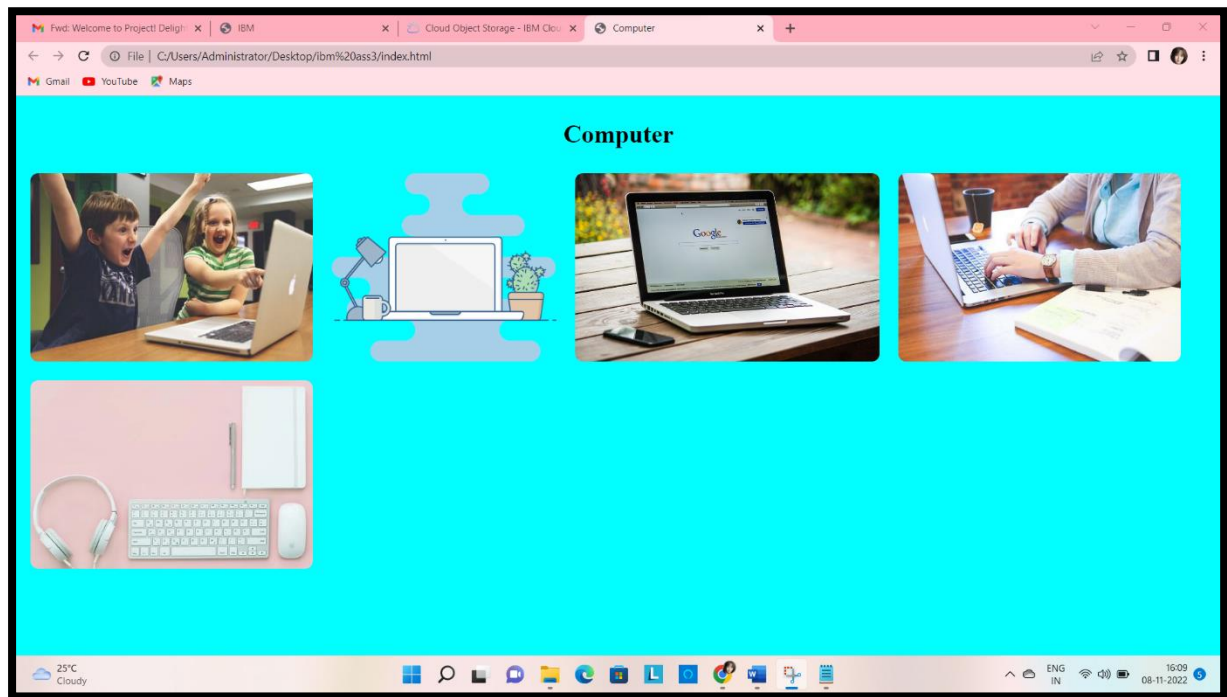 Fwd: Welcome to Project! Deligh
IBM
Cloud Object Storage - IBM Clou
Computer
File | C:/Users/Administrator/Desktop/ibm%20ass3/index.html
Gmail YouTube Maps
Computer
Google
25°C
Cloudy
ENG
IN
16:09
08-11-2022
5